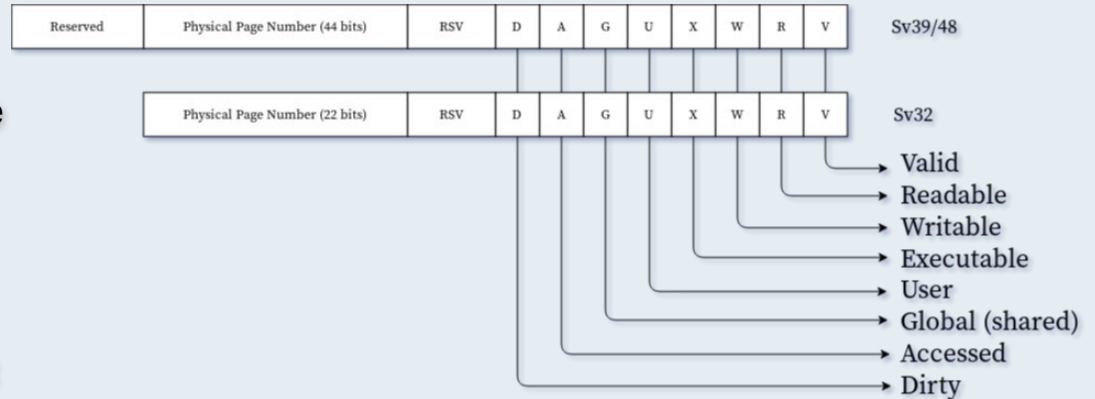 Reserved Physical Page Number (44 bits) RSV D A G U X W R V Sv39/48
Physical Page Number (22 bits) RSV D A G U X W R V Sv32
Valid
Readable
Writable
Executable
User
Global (shared)
Accessed
Dirty